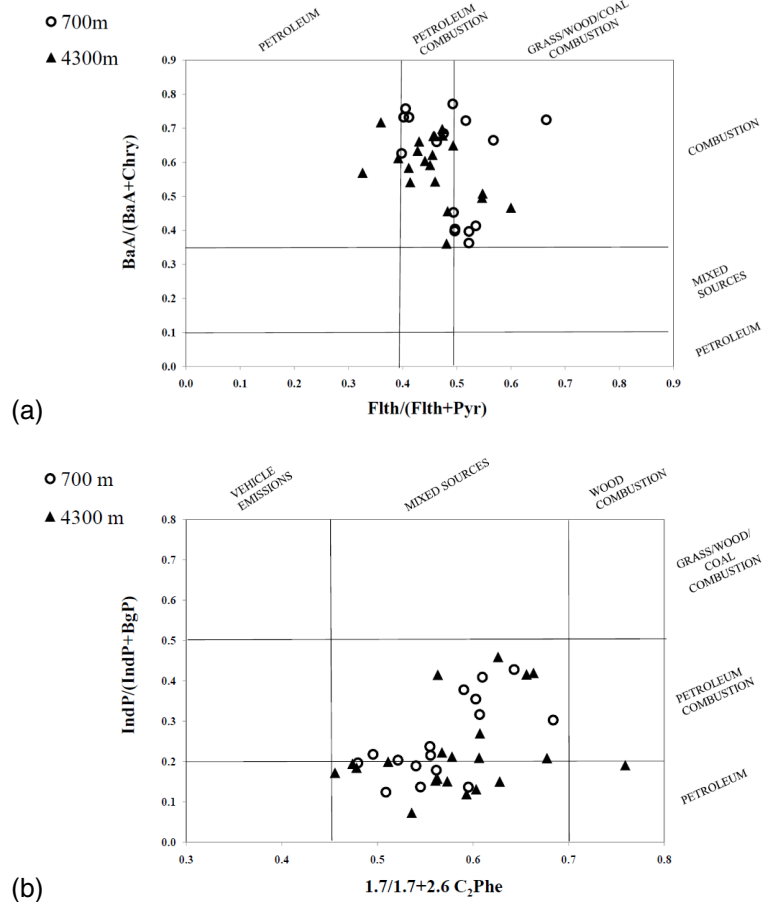 700m
4300m
PETROLEUM
PETROLEUM
COMBUSTION
GRASS/WOOD/COAL
COMBUSTION
0.9
0.8
0.7
0.6
0.5
0.4
0.3
0.2
0.1
0.0
BaA/(BaA+Chry)
COMBUSTION
MIXED
SOURCES
PETROLEUM
0.0 0.1 0.2 0.3 0.4 0.5 0.6 0.7 0.8 0.9
Flth/(Flth+Pyr)
(a)
700 m
4300 m
VEHICLE
EMISSIONS
MIXED SOURCES
WOOD
COMBUSTION
0.8
0.7
0.6
0.5
0.4
0.3
0.2
0.1
0.0
IndP/(IndP+BgP)
GRASS/WOOD/
COAL
COMBUSTION
PETROLEUM
COMBUSTION
PETROLEUM
0.3 0.4 0.5 0.6 0.7 0.8
1.7/1.7+2.6 C₂Phe
(b)